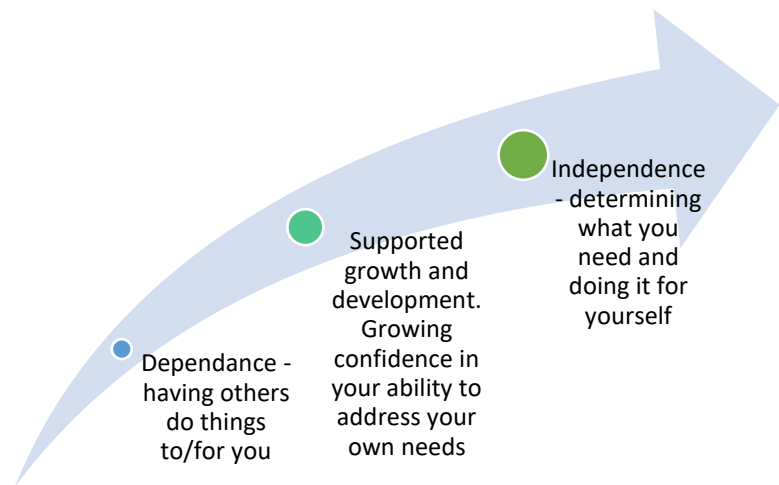 Dependance -
having others
do things
to/for you
Supported
growth and
development.
Growing
confidence in
your ability to
address your
own needs
Independence
- determining
what you
need and
doing it for
yourself